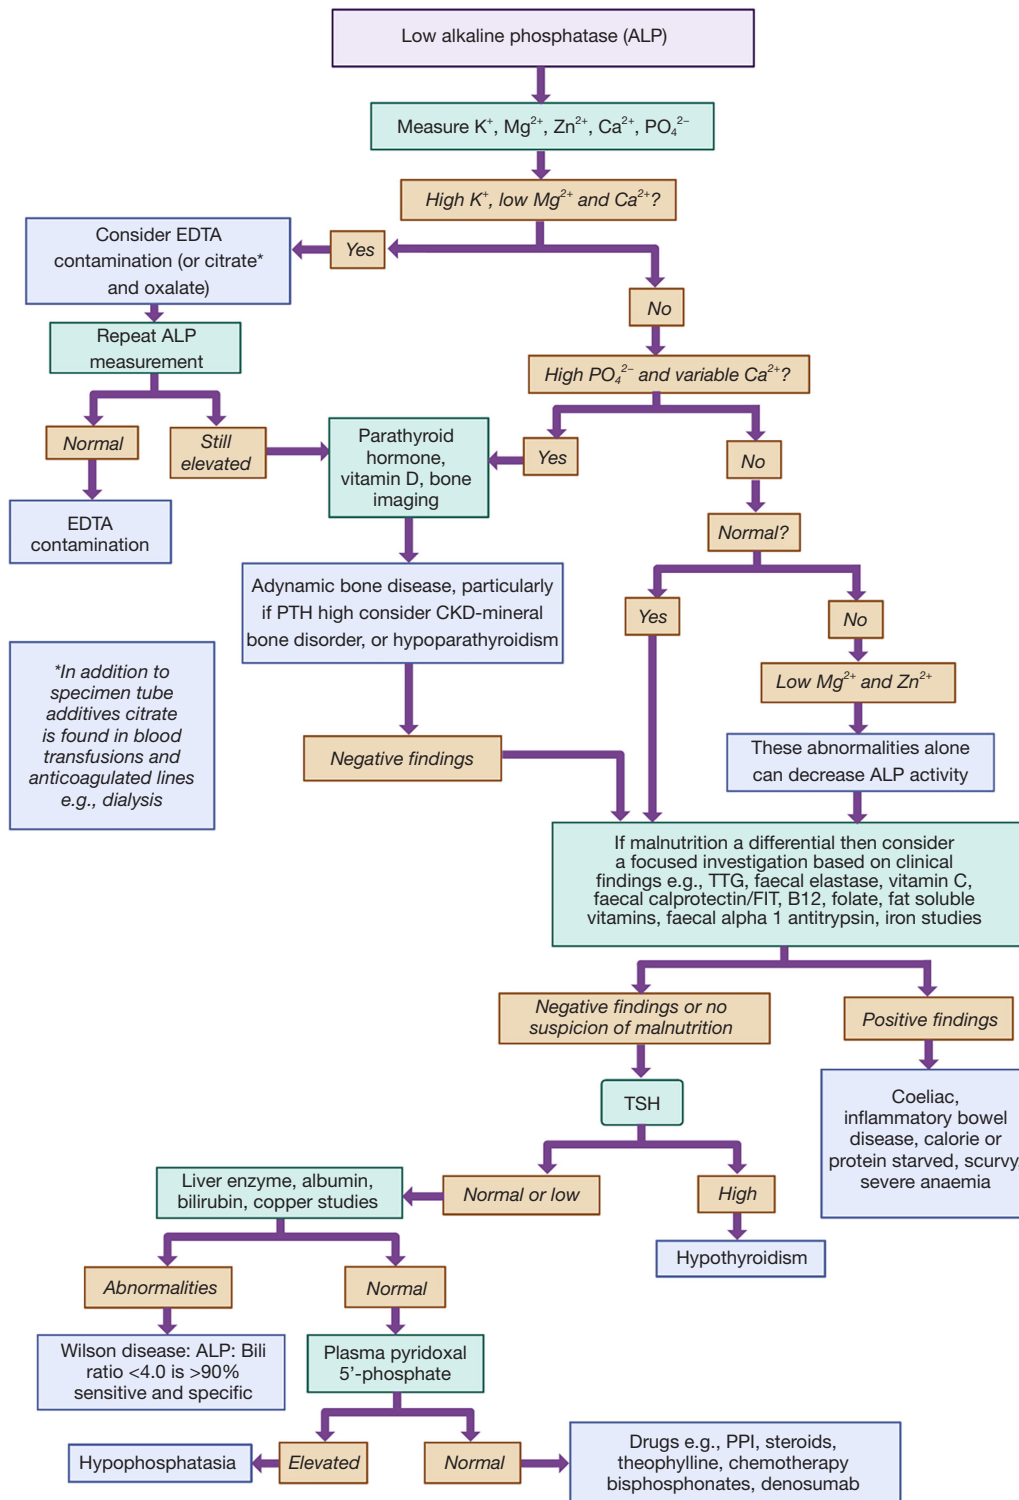 Low alkaline phosphatase (ALP)
Measure K⁺, Mg²⁺, Zn²⁺, Ca²⁺, PO₄²⁻
High K⁺, low Mg²⁺ and Ca²⁺?
Yes
Consider EDTA
contamination (or citrate*
and oxalate)
No
Repeat ALP
measurement
High PO₄²⁻ and variable Ca²⁺?
Normal
Still
elevated
Parathyroid
hormone,
vitamin D, bone
imaging
Yes
No
EDTA
contamination
Normal?
Adynamic bone disease, particularly
if PTH high consider CKD-mineral
bone disorder, or hypoparathyroidism
Yes
No
*In addition to
specimen tube
additives citrate
is found in blood
transfusions and
anticoagulated lines
e.g., dialysis
Low Mg²⁺ and Zn²⁺
Negative findings
These abnormalities alone
can decrease ALP activity
If malnutrition a differential then consider
a focused investigation based on clinical
findings e.g., TTG, faecal elastase, vitamin C,
faecal calprotectin/FIT, B12, folate, fat soluble
vitamins, faecal alpha 1 antitrypsin, iron studies
Negative findings or no
suspicion of malnutrition
Positive findings
TSH
Coeliac,
inflammatory bowel
disease, calorie or
protein starved, scurvy,
severe anaemia
Liver enzyme, albumin,
bilirubin, copper studies
Normal or low
High
Hypothyroidism
Abnormalities
Normal
Wilson disease: ALP: Bili
ratio <4.0 is >90%
sensitive and specific
Plasma pyridoxal
5’-phosphate
Hypophosphatasia
Elevated
Normal
Drugs e.g., PPI, steroids,
theophylline, chemotherapy
bisphosphonates, denosumab